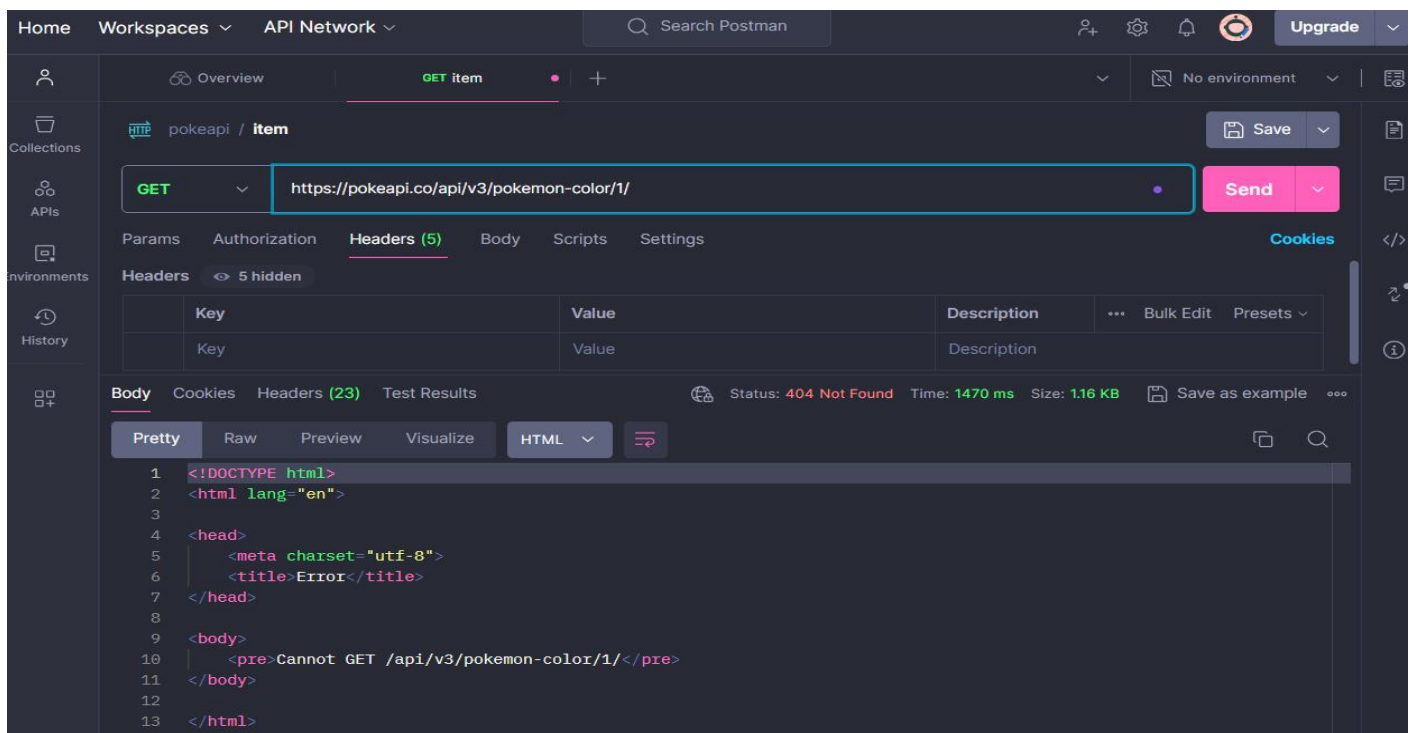 Home Workspaces API Network Search Postman Upgrade
Overview GET item No environment
Collections
APIs
Environments
History
HTTP pokeapi / item Save
GET https://pokeapi.co/api/v3/pokemon-color/1/ Send
Params Authorization Headers (5) Body Scripts Settings Cookies
Headers 5 hidden
Key Value Description Bulk Edit Presets
Key Value Description
Body Cookies Headers (23) Test Results Status: 404 Not Found Time: 1470 ms Size: 1.16 KB Save as example
Pretty Raw Preview Visualize HTML
1 <!DOCTYPE html>
2 <html lang="en">
3
4 <head>
5 <meta charset="utf-8">
6 <title>Error</title>
7 </head>
8
9 <body>
10 <pre>Cannot GET /api/v3/pokemon-color/1/</pre>
11 </body>
12
13 </html>